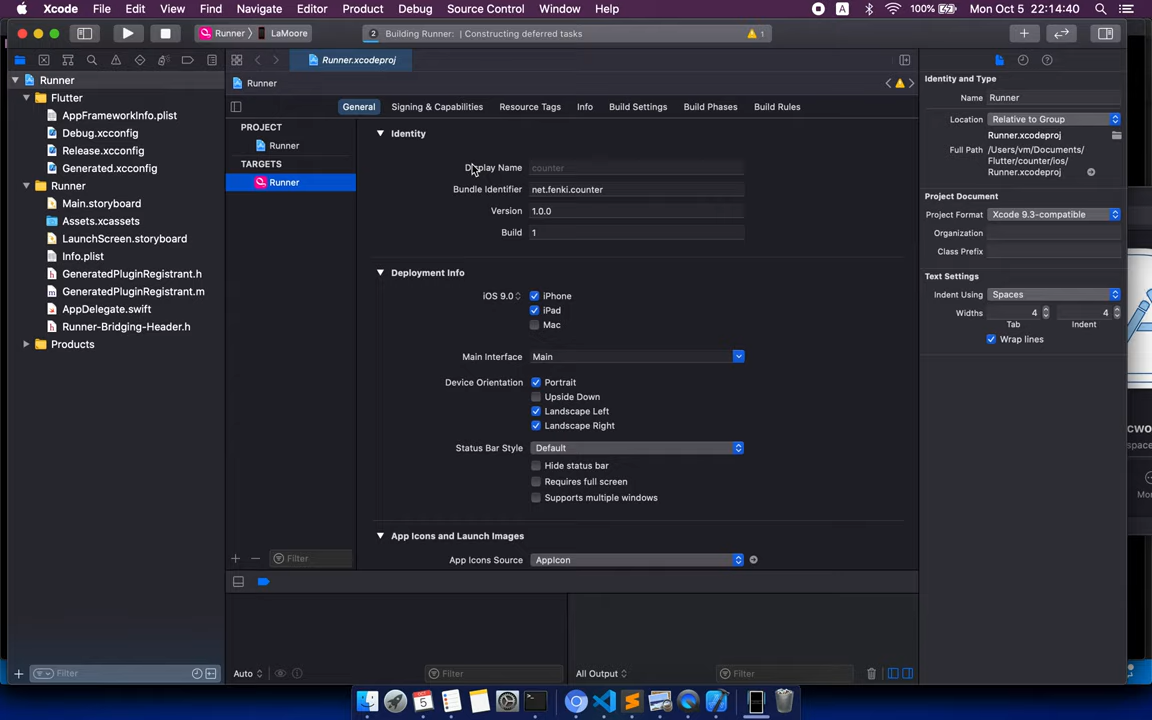 Xcode File Edit View Find Navigate Editor Product Debug Source Control Window Help A 100% Mon Oct 5 22:14:40
Runner LaMoore 2 Building Runner: | Constructing deferred tasks 1
Runner Runner.xcodeproj
Flutter
AppFrameworkInfo.plist
Debug.xcconfig
Release.xcconfig
Generated.xcconfig
Runner
Main.storyboard
Assets.xcassets
LaunchScreen.storyboard
Info.plist
GeneratedPluginRegistrant.h
GeneratedPluginRegistrant.m
AppDelegate.swift
Runner-Bridging-Header.h
Products
Filter
Runner
General Signing & Capabilities Resource Tags Info Build Settings Build Phases Build Rules
PROJECT
Runner
TARGETS
Runner
Filter
Identity
Display Name counter
Bundle Identifier net.fenki.counter
Version 1.0.0
Build 1
Deployment Info
iOS 9.0 iPhone
iPad
Mac
Main Interface Main
Device Orientation Portrait
Upside Down
Landscape Left
Landscape Right
Status Bar Style Default
Hide status bar
Requires full screen
Supports multiple windows
App Icons and Launch Images
App Icons Source AppIcon
Auto Filter All Output Filter
Identity and Type
Name Runner
Location Relative to Group
Runner.xcodeproj
Full Path /Users/vm/Documents/
Flutter/counter/ios/
Runner.xcodeproj
Project Document
Project Format Xcode 9.3-compatible
Organization
Class Prefix
Text Settings
Indent Using Spaces
Widths 4 4
Tab Indent
Wrap lines
5